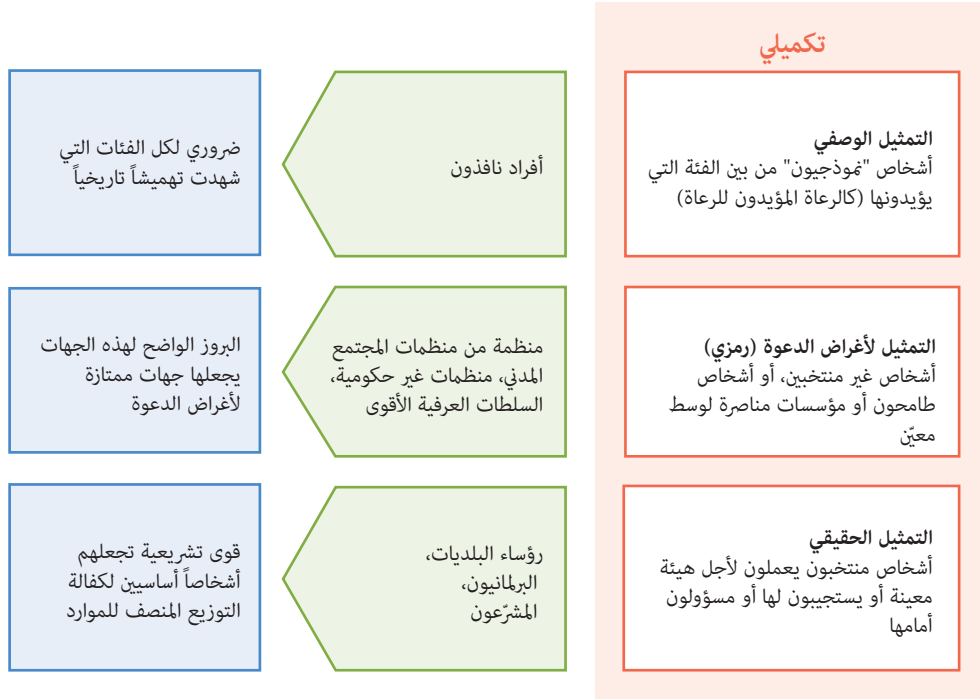 تكميلي
التمثيل الوصفي
أشخاص "نموذجيون" من بين الفئة التي
يؤيدونها (كالرعاة المؤيدون للرعاة)
أفراد نافذون
ضروري لكل الفئات التي
شهدت تهميشاً تاريخياً
التمثيل لأغراض الدعوة (رمزي)
أشخاص غير منتخبين، أو أشخاص
طامحون أو مؤسسات مناصرة لوسط
معيّن
منظمة من منظمات المجتمع
المدني، منظمات غير حكومية،
السلطات العرفية الأقوى
البروز الواضح لهذه الجهات
يجعلها جهات ممتازة
لأغراض الدعوة
التمثيل الحقيقي
أشخاص منتخبون يعملون لأجل هيئة
معينة أو يستجيبون لها أو مسؤولون
أمامها
رؤساء البلديات،
البرلمانيون،
المشرّعون
قوى تشريعية تجعلهم
أشخاصاً أساسيين لكفالة
التوزيع المنصف للموارد